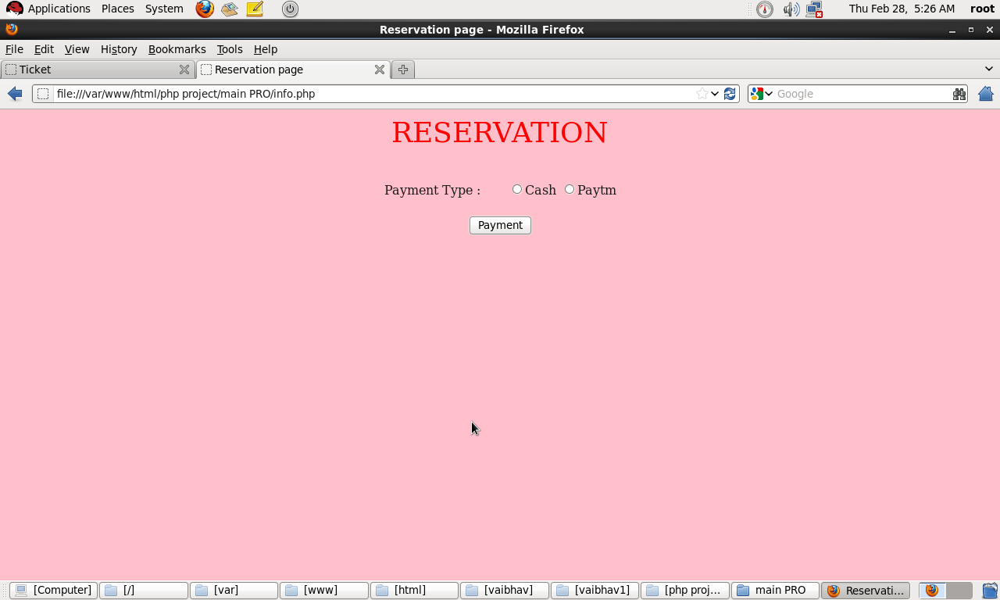 Applications Places System Thu Feb 28, 5:26 AM root
Reservation page - Mozilla Firefox
File Edit View History Bookmarks Tools Help
Ticket Reservation page
file:///var/www/html/php project/main PRO/info.php Google
RESERVATION
Payment Type : Cash Paytm
Payment
[Computer] [/] [var] [www] [html] [vaibhav] [vaibhav1] [php proj... main PRO Reservati...